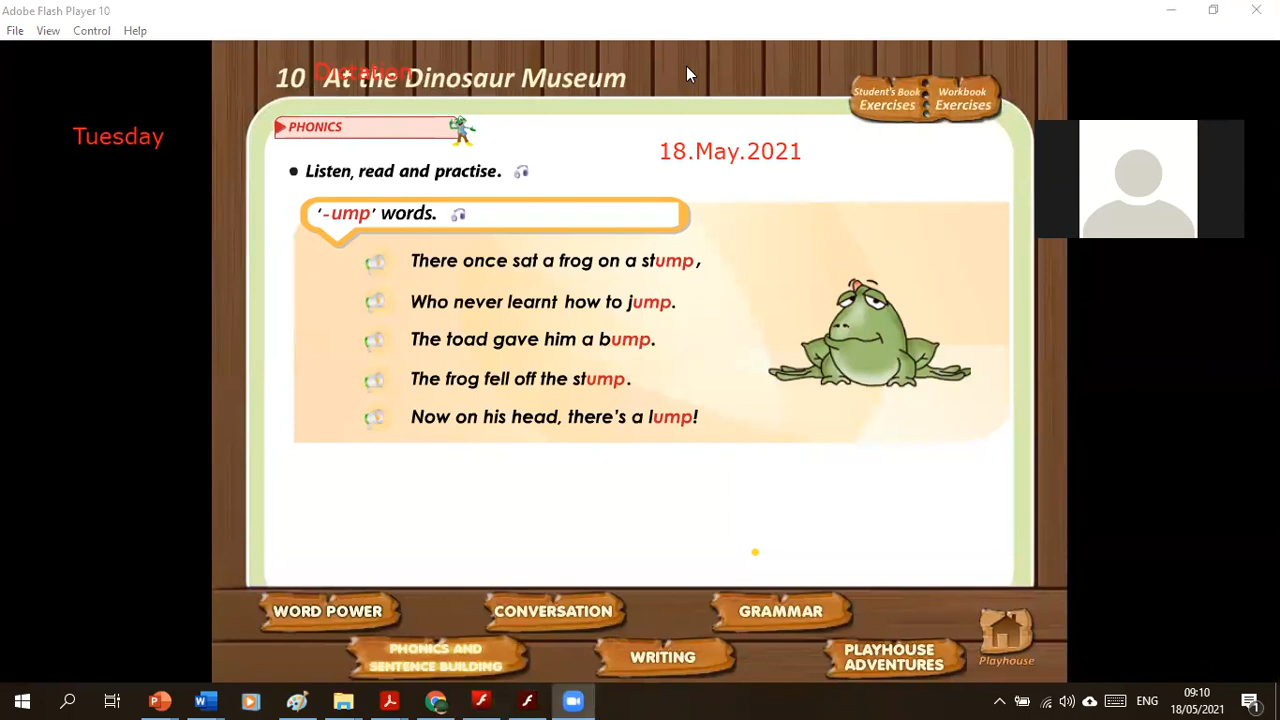 Adobe Flash Player 10
File View Control Help
Dictation
10 At the Dinosaur Museum
Student's Book Exercises
Workbook Exercises
Tuesday
PHONICS
18.May.2021
Listen, read and practise.
'-ump' words.
There once sat a frog on a stump,
Who never learnt how to jump.
The toad gave him a bump.
The frog fell off the stump.
Now on his head, there's a lump!
WORD POWER
CONVERSATION
GRAMMAR
PHONICS AND
SENTENCE BUILDING
WRITING
PLAYHOUSE
ADVENTURES
Playhouse
ENG
09:10
18/05/2021
1